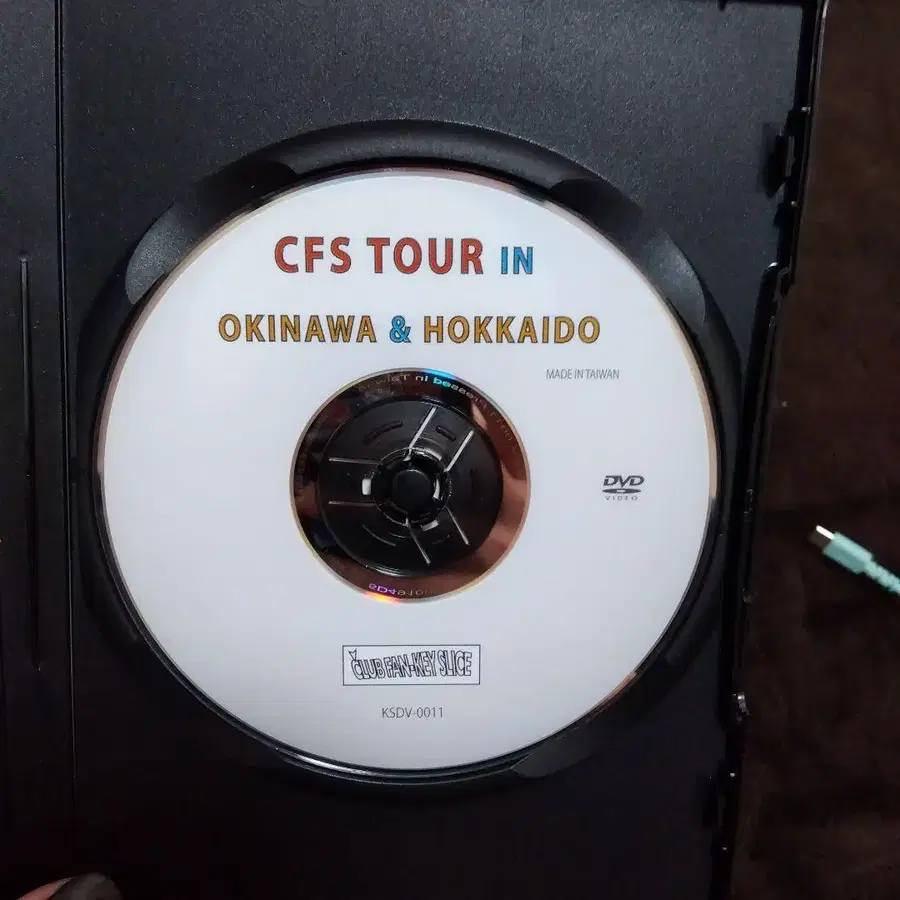 CFS TOUR IN
OKINAWA & HOKKAIDO
MADE IN TAIWAN
DVD
VIDEO
CLUB FAN-KEY SLICE
KSDV-0011